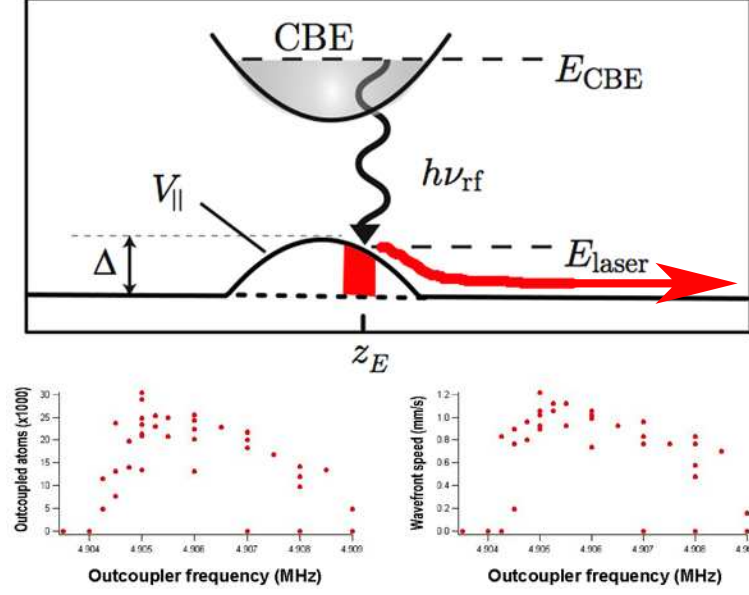 CBE
E_CBE
hν_rf
V_||
Δ
E_laser
z_E
30
25
20
15
10
5
0
Outcoupled atoms (x1000)
4.904
4.905
4.906
4.907
4.908
4.909
Outcoupler frequency (MHz)
1.2
1.0
0.8
0.6
0.4
0.2
0.0
Wavefront speed (mm/s)
4.904
4.905
4.906
4.907
4.908
Outcoupler frequency (MHz)